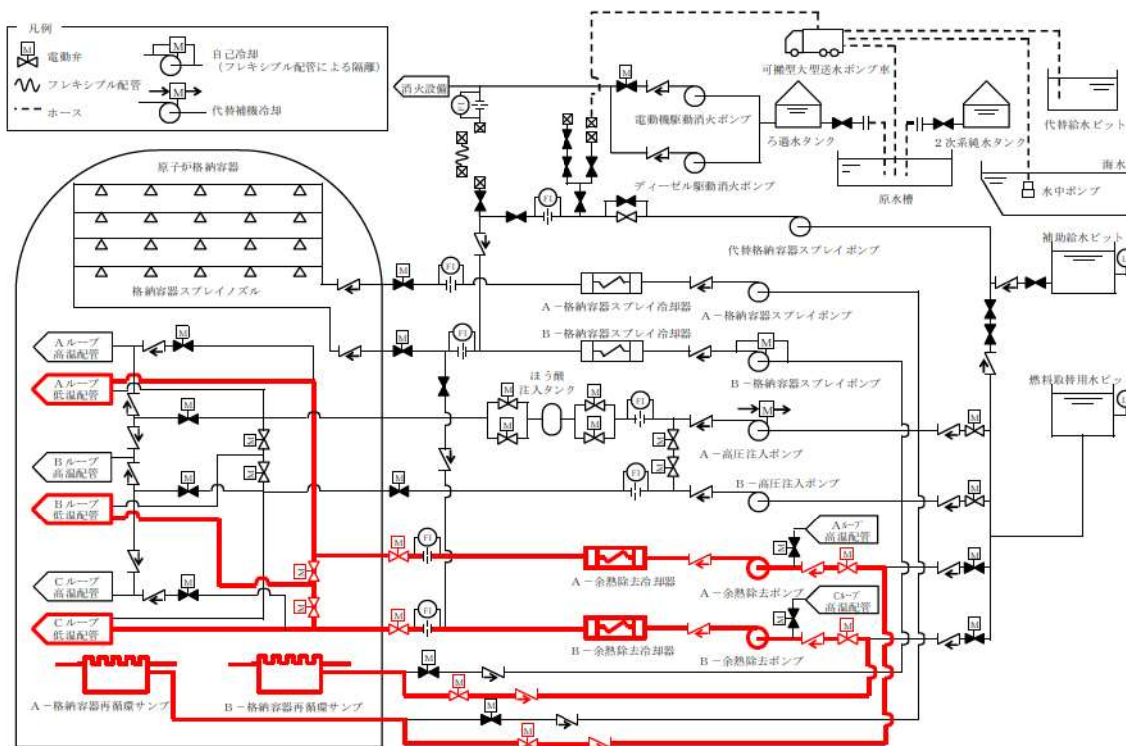 凡例
M
電動弁
フレキシブル配管
ホース
M
自己冷却
(フレキシブル配管による隔離)
M
代替補機冷却
消火設備
M
電動機駆動消火ポンプ
ディーゼル駆動消火ポンプ
可搬型大型送水ポンプ車
ろ過水タンク
2次系純水タンク
原水槽
代替給水ピット
海水
水中ポンプ
FI
代替格納容器スプレイポンプ
補助給水ピット
原子炉格納容器
格納容器スプレイノズル
M
FI
A-格納容器スプレイ冷却器
A-格納容器スプレイポンプ
B-格納容器スプレイ冷却器
M
FI
M
B-格納容器スプレイポンプ
燃料取替用水ピット
Aループ
高温配管
M
Aループ
低温配管
ほう酸
注入タンク
M
M
M
M
M
FI
M
A-高圧注入ポンプ
M
M
M
M
M
Bループ
高温配管
M
M
FI
B-高圧注入ポンプ
M
Bループ
低温配管
M
FI
A-余熱除去冷却器
A-余熱除去ポンプ
M
Aループ
高温配管
M
M
M
M
Cループ
高温配管
M
Cループ
低温配管
M
FI
B-余熱除去冷却器
B-余熱除去ポンプ
M
Cループ
高温配管
M
M
A-格納容器再循環サンプ
B-格納容器再循環サンプ
M
M
M
M